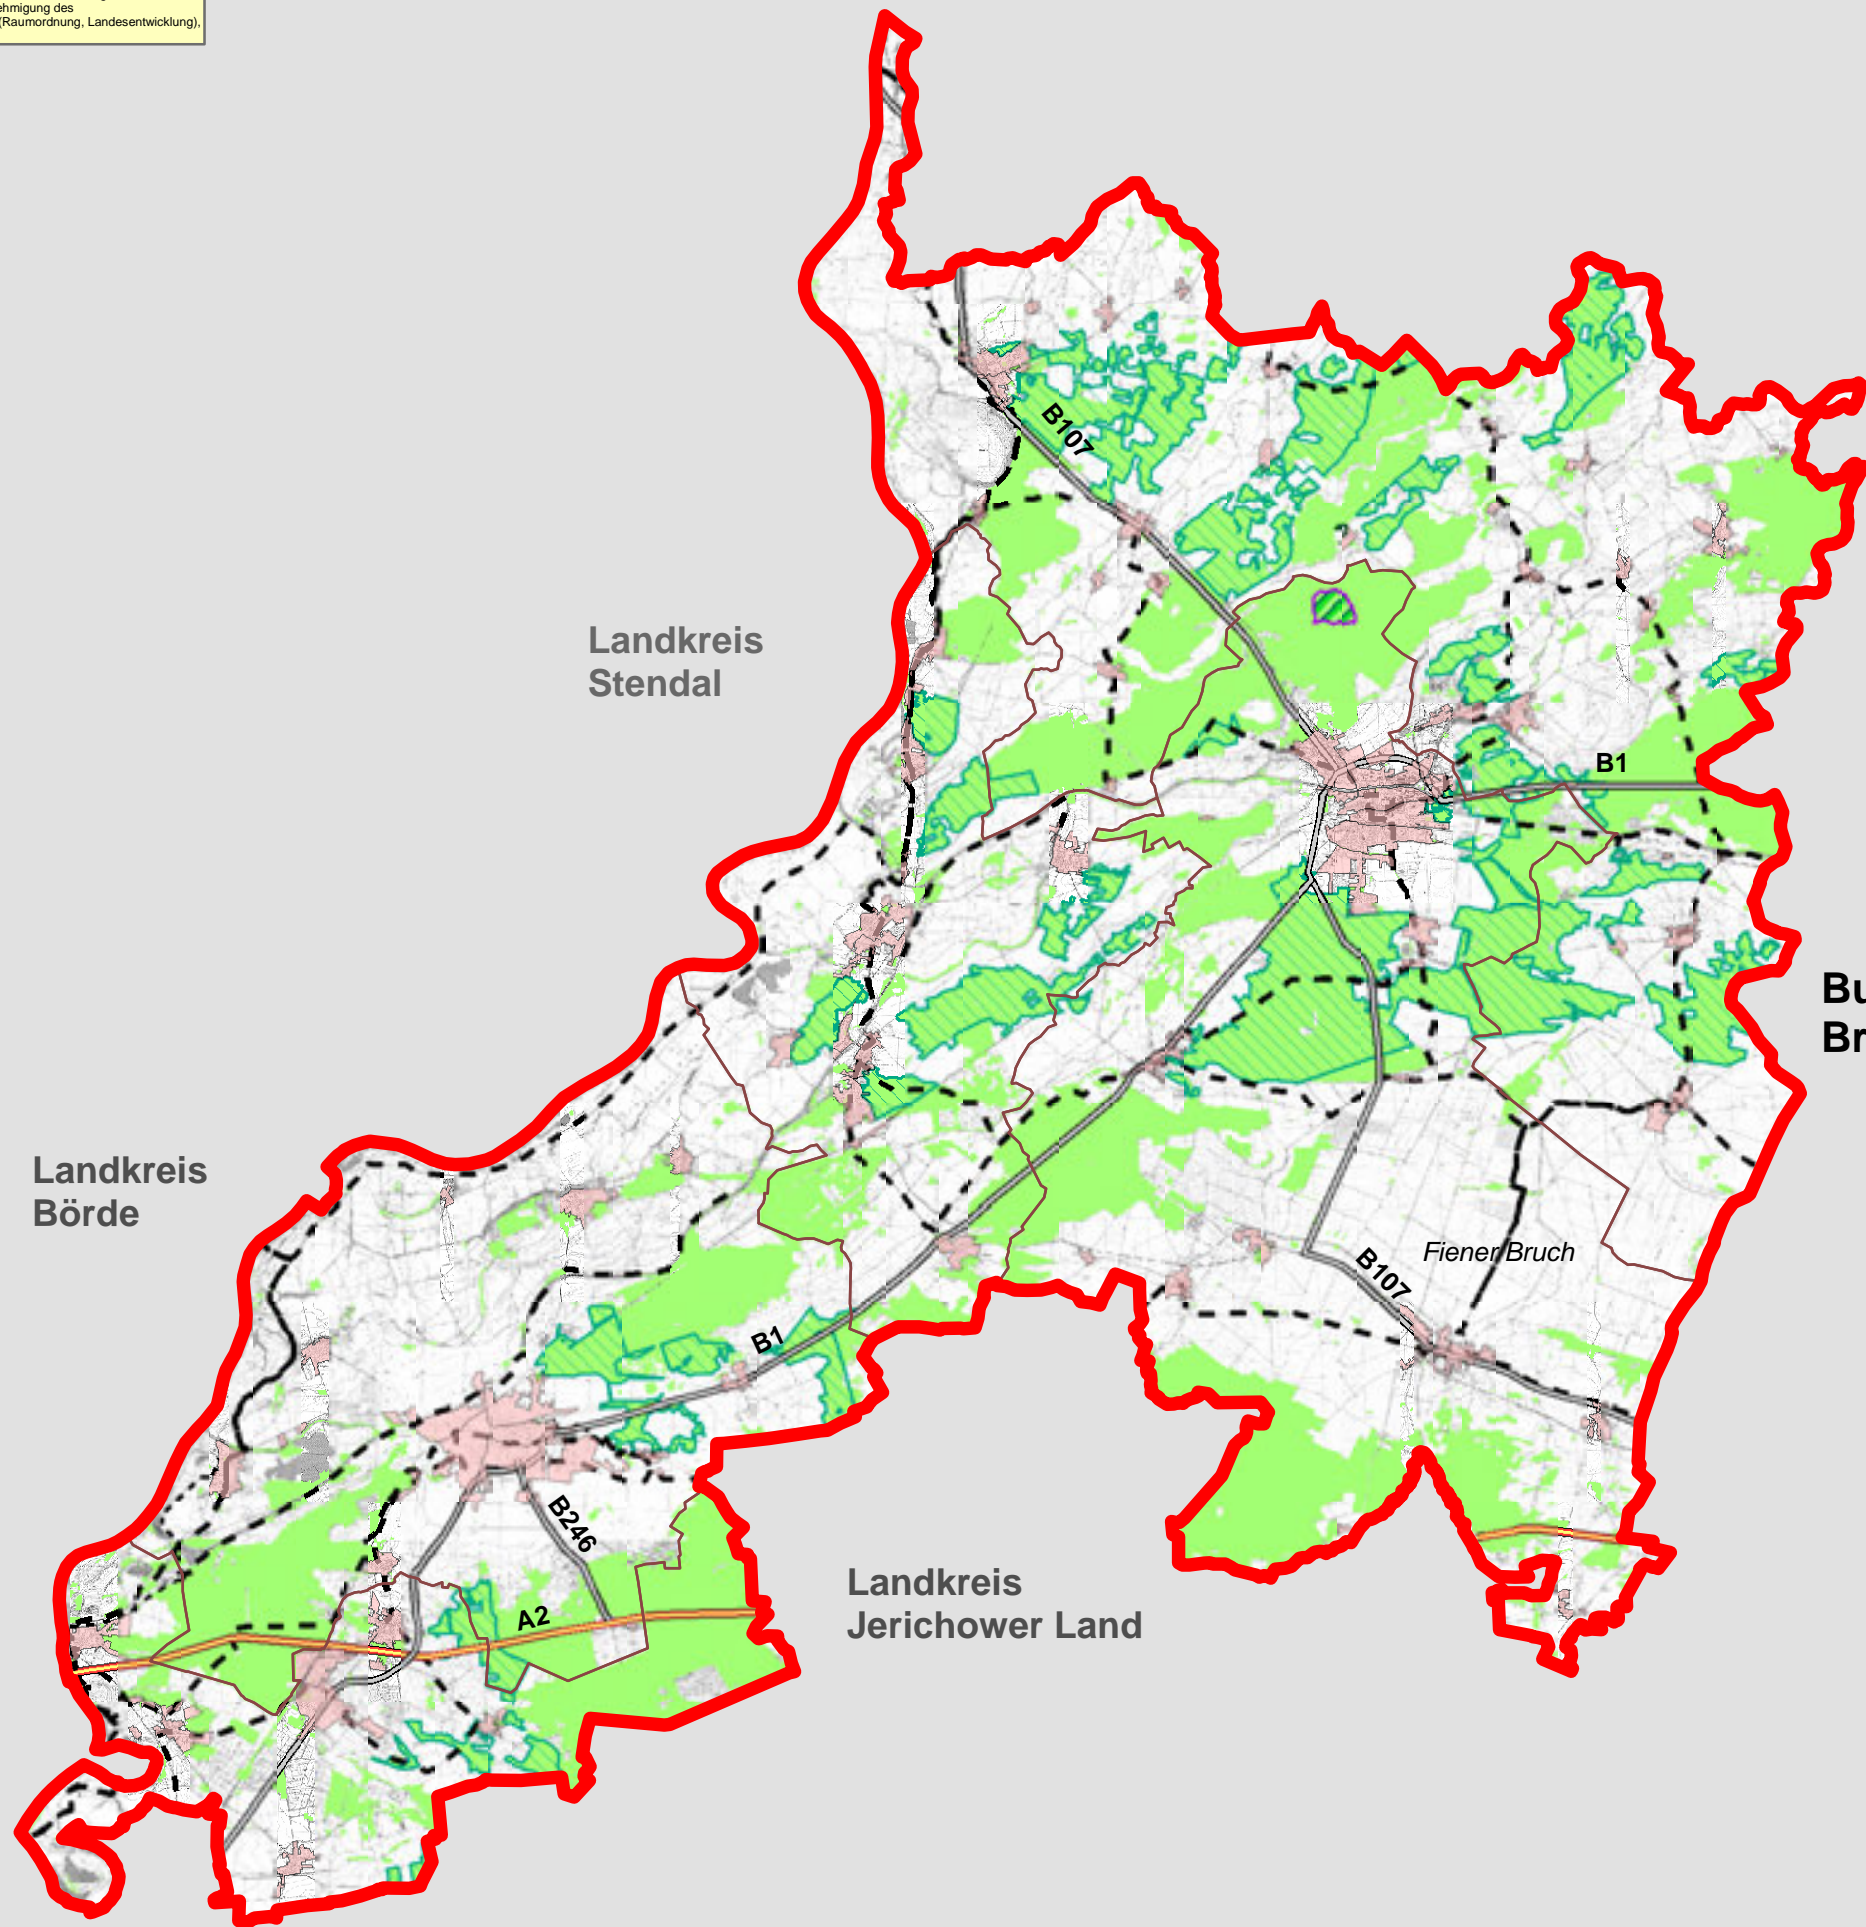 ehmigung des
(Raumordnung, Landesentwicklung),
B107
Landkreis
Stendal
B1
Bu
Br
Landkreis
Börde
B107
Fiener Bruch
B1
B246
A2
Landkreis
Jerichower Land